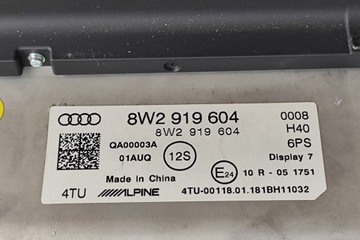 8W2 919 604 0008
8W2 919 604 H40
QA00003A 6PS
01AUQ 12S Display 7
E24 10 R - 05 1751
Made in China
4TU ALPINE 4TU-00118.01.181BH11032